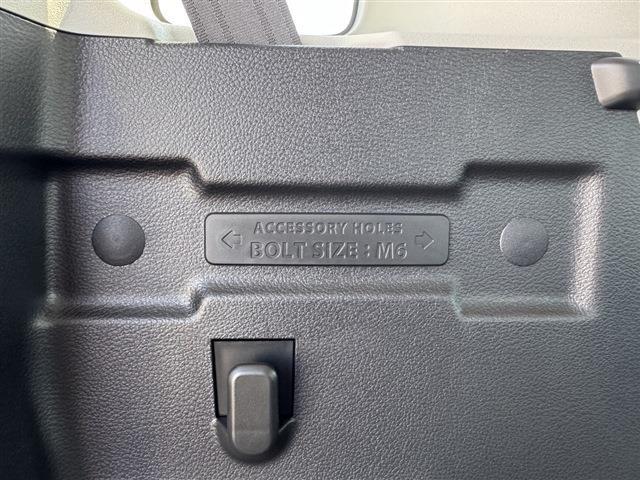 ACCESSORY HOLES
BOLT SIZE : M6